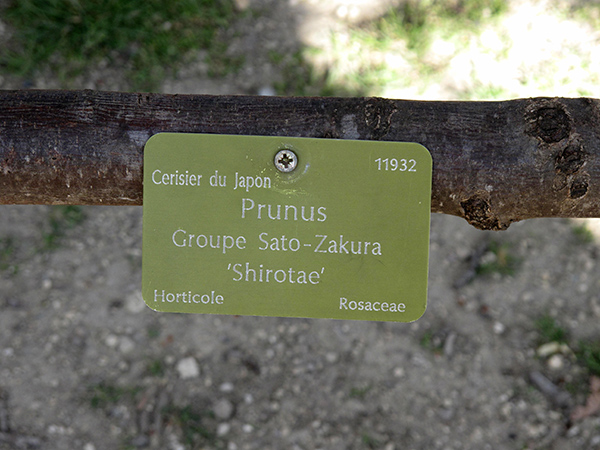 11932
Cerisier du Japon
Prunus
Groupe Sato-Zakura
'Shirotae'
Horticole Rosaceae